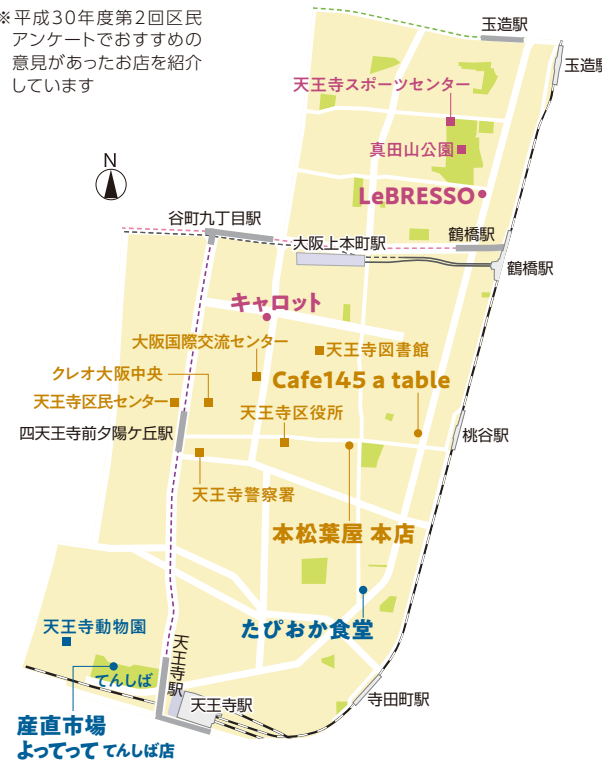 ※平成30年度第2回区民
アンケートでおすすめの
意見があったお店を紹介
しています
玉造駅
玉造駅
天王寺スポーツセンター
真田山公園
N
LeBRESSO
谷町九丁目駅
大阪上本町駅
鶴橋駅
鶴橋駅
キャロット
大阪国際交流センター
天王寺図書館
クレオ大阪中央
Cafe145 a table
天王寺区民センター
天王寺区役所
四天王寺前夕陽ケ丘駅
桃谷駅
天王寺警察署
本松葉屋 本店
たぴおか食堂
天王寺動物園
天王寺駅
てんしば
天王寺駅
寺田町駅
産直市場
よってって てんしば店